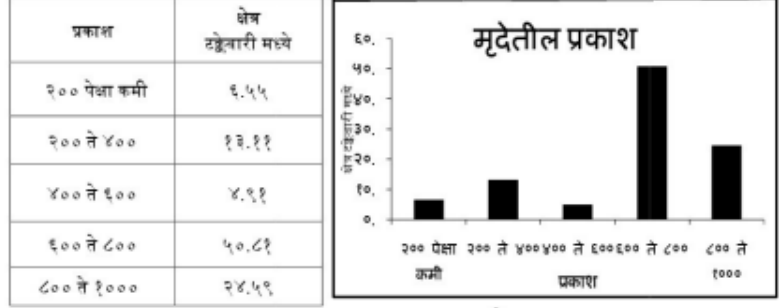 प्रकाश
क्षेत्र
टक्केवारी मध्ये
२०० पेक्षा कमी
६.५५
२०० ते ४००
१३.११
४०० ते ६००
४.९१
६०० ते ८००
५०.८१
८०० ते १०००
२४.५९
मृदेतील प्रकाश
क्षेत्र टक्केवारी मध्ये
६०.
५०.
४०.
३०.
२०.
१०.
०.
२०० पेक्षा २०० ते ४०० ४०० ते ६०० ६०० ते ८०० ८०० ते
कमी १०००
प्रकाश